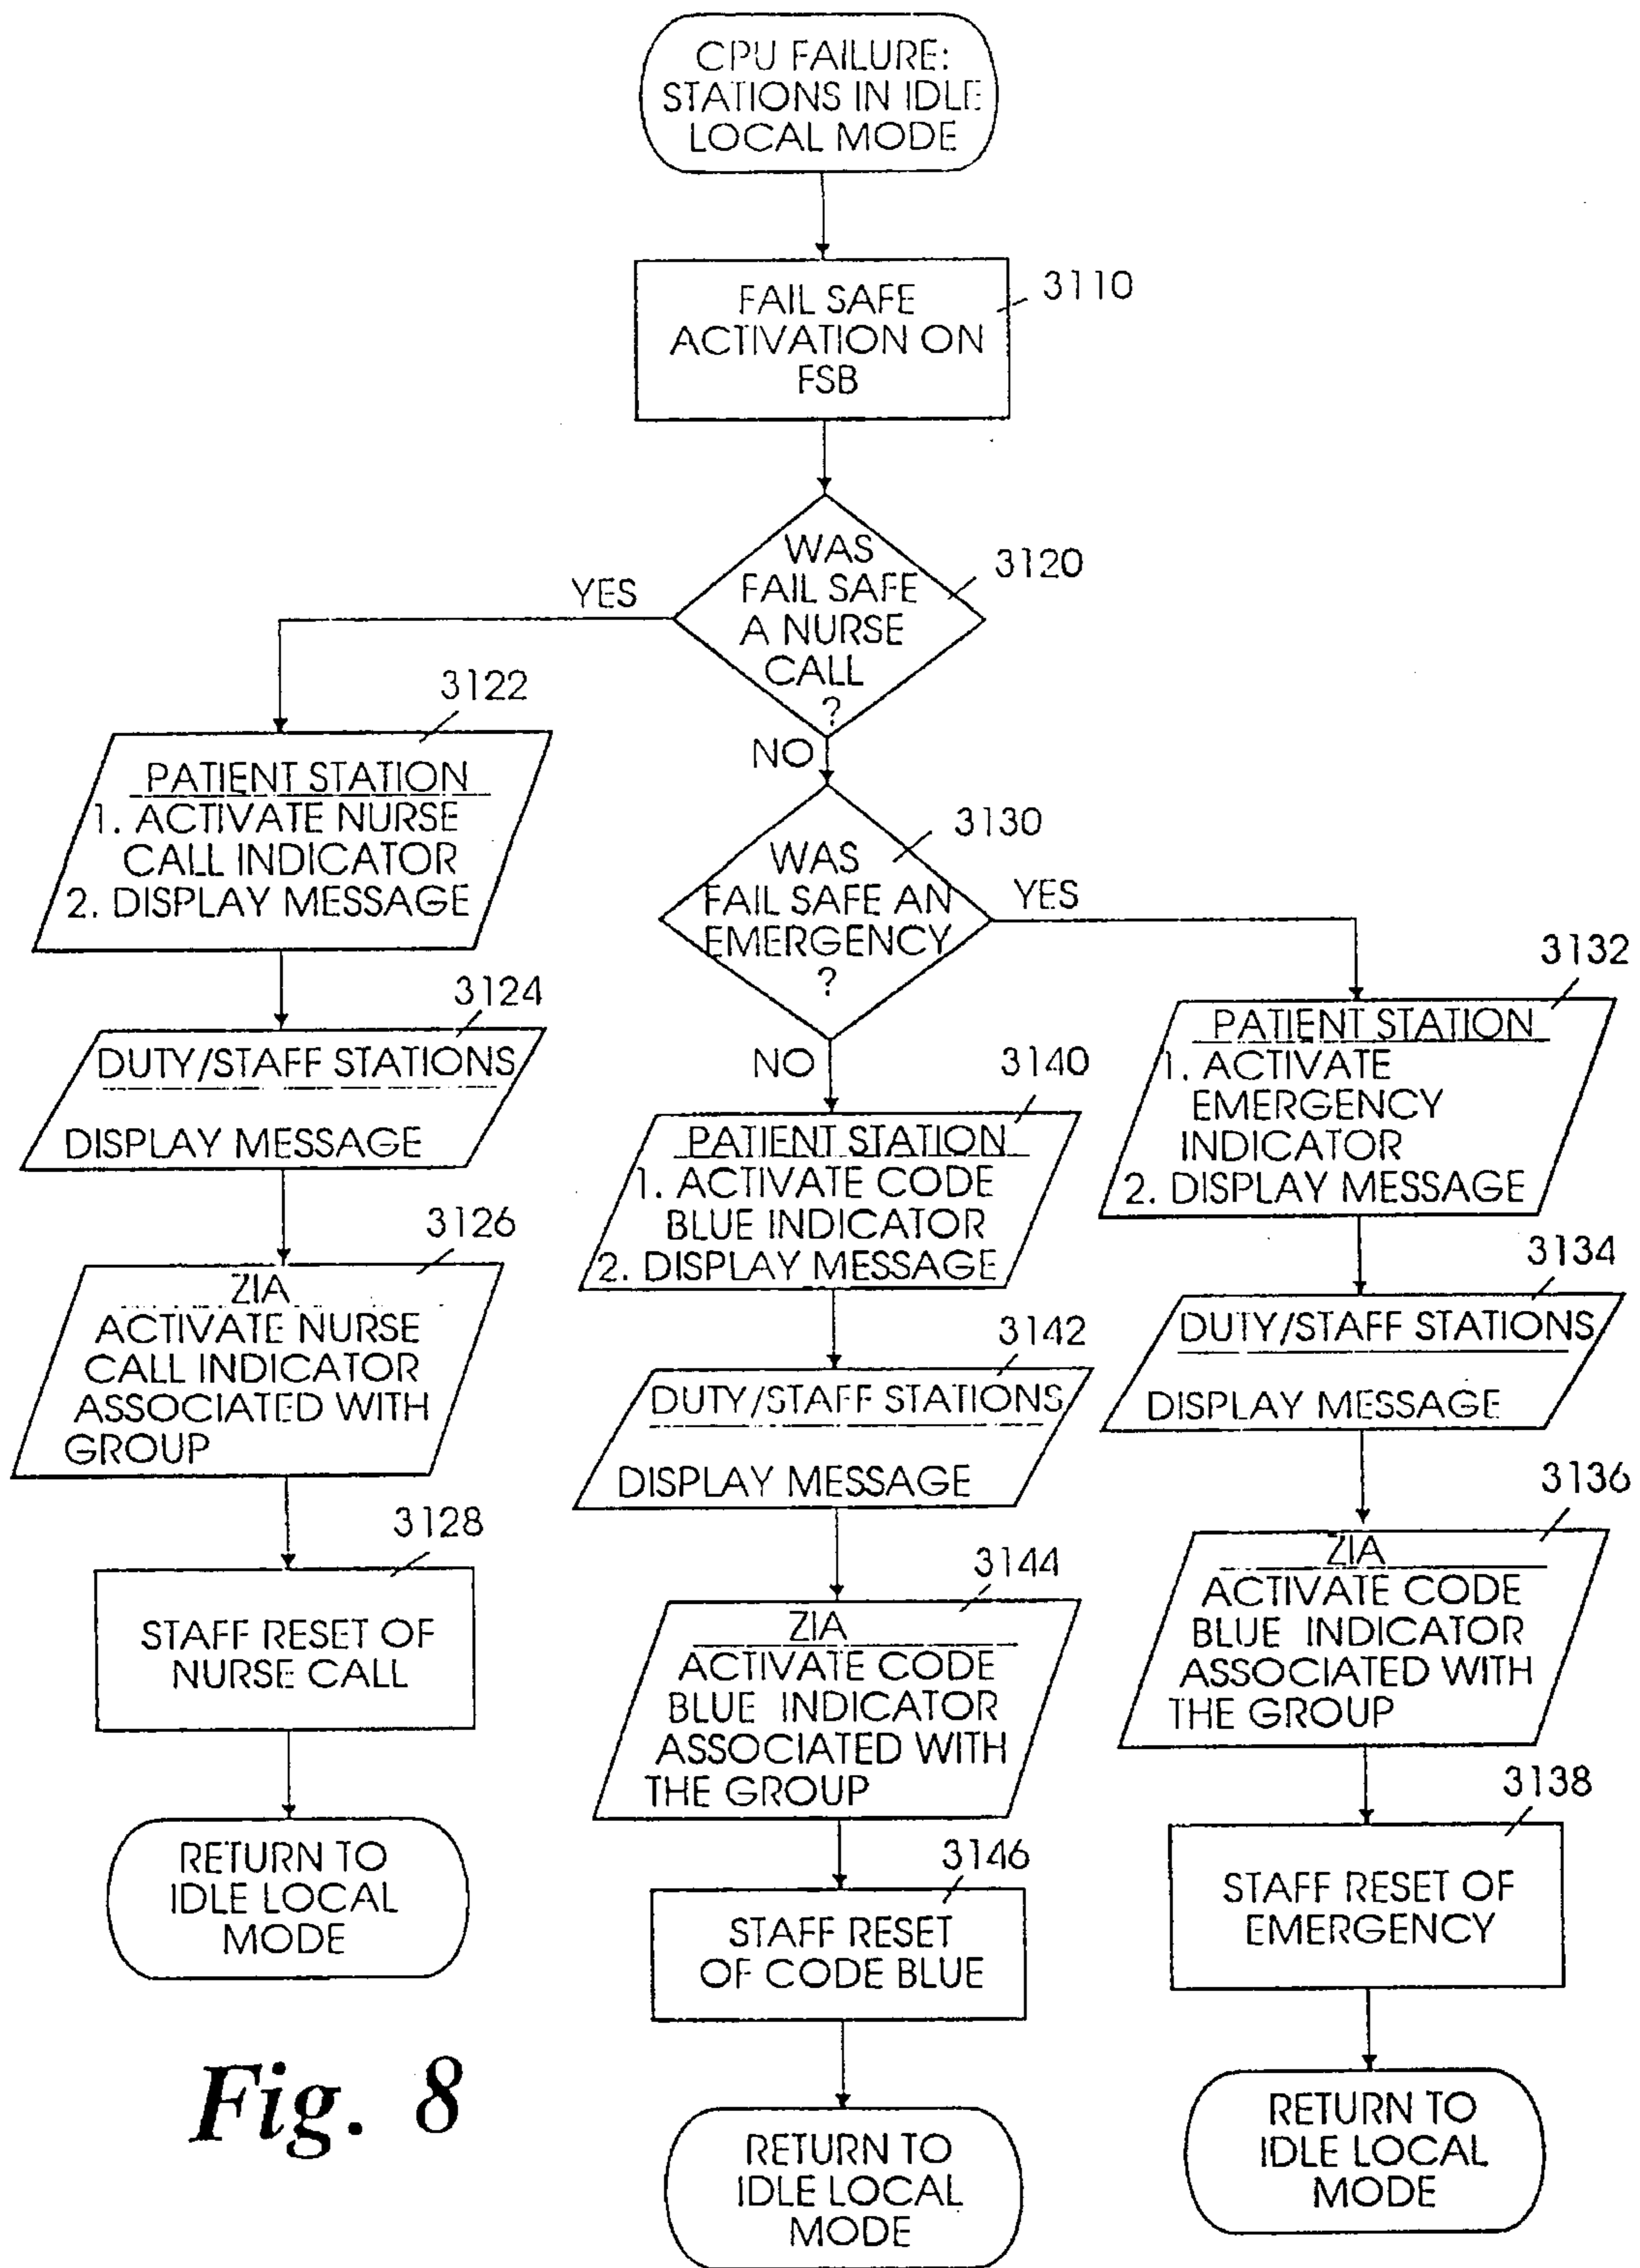 CPU FAILURE:
STATIONS IN IDLE
LOCAL MODE
FAIL SAFE
ACTIVATION ON
FSB
3110
WAS
FAIL SAFE
A NURSE
CALL
?
3120
YES
NO
3122
PATIENT STATION
1. ACTIVATE NURSE
CALL INDICATOR
2. DISPLAY MESSAGE
3124
DUTY/STAFF STATIONS
DISPLAY MESSAGE
3126
ZIA
ACTIVATE NURSE
CALL INDICATOR
ASSOCIATED WITH
GROUP
3128
STAFF RESET OF
NURSE CALL
RETURN TO
IDLE LOCAL
MODE
3130
WAS
FAIL SAFE AN
EMERGENCY
?
YES
NO
3140
PATIENT STATION
1. ACTIVATE CODE
BLUE INDICATOR
2. DISPLAY MESSAGE
3142
DUTY/STAFF STATIONS
DISPLAY MESSAGE
3144
ZIA
ACTIVATE CODE
BLUE INDICATOR
ASSOCIATED WITH
THE GROUP
3146
STAFF RESET
OF CODE BLUE
RETURN TO
IDLE LOCAL
MODE
3132
PATIENT STATION
1. ACTIVATE
EMERGENCY
INDICATOR
2. DISPLAY MESSAGE
3134
DUTY/STAFF STATIONS
DISPLAY MESSAGE
3136
ZIA
ACTIVATE CODE
BLUE INDICATOR
ASSOCIATED WITH
THE GROUP
3138
STAFF RESET OF
EMERGENCY
RETURN TO
IDLE LOCAL
MODE
Fig. 8